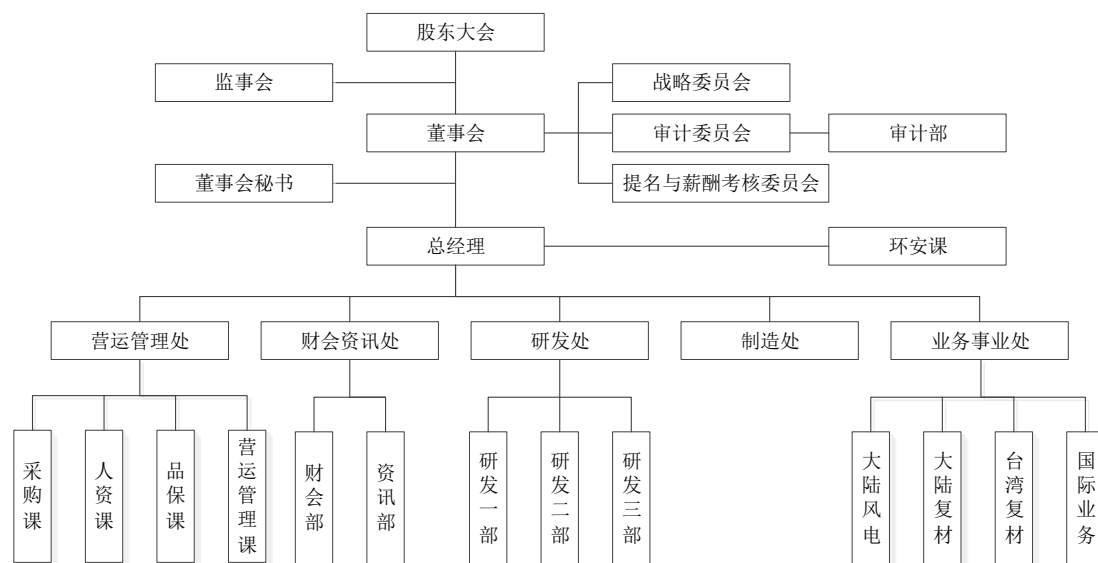 股东大会
监事会
战略委员会
董事会
审计委员会
审计部
董事会秘书
提名与薪酬考核委员会
总经理
环安课
营运管理处
财会资讯处
研发处
制造处
业务事业处
采购课
人资课
品保课
营运管理课
财会部
资讯部
研发一部
研发二部
研发三部
大陆风电
大陆复材
台湾复材
国际业务